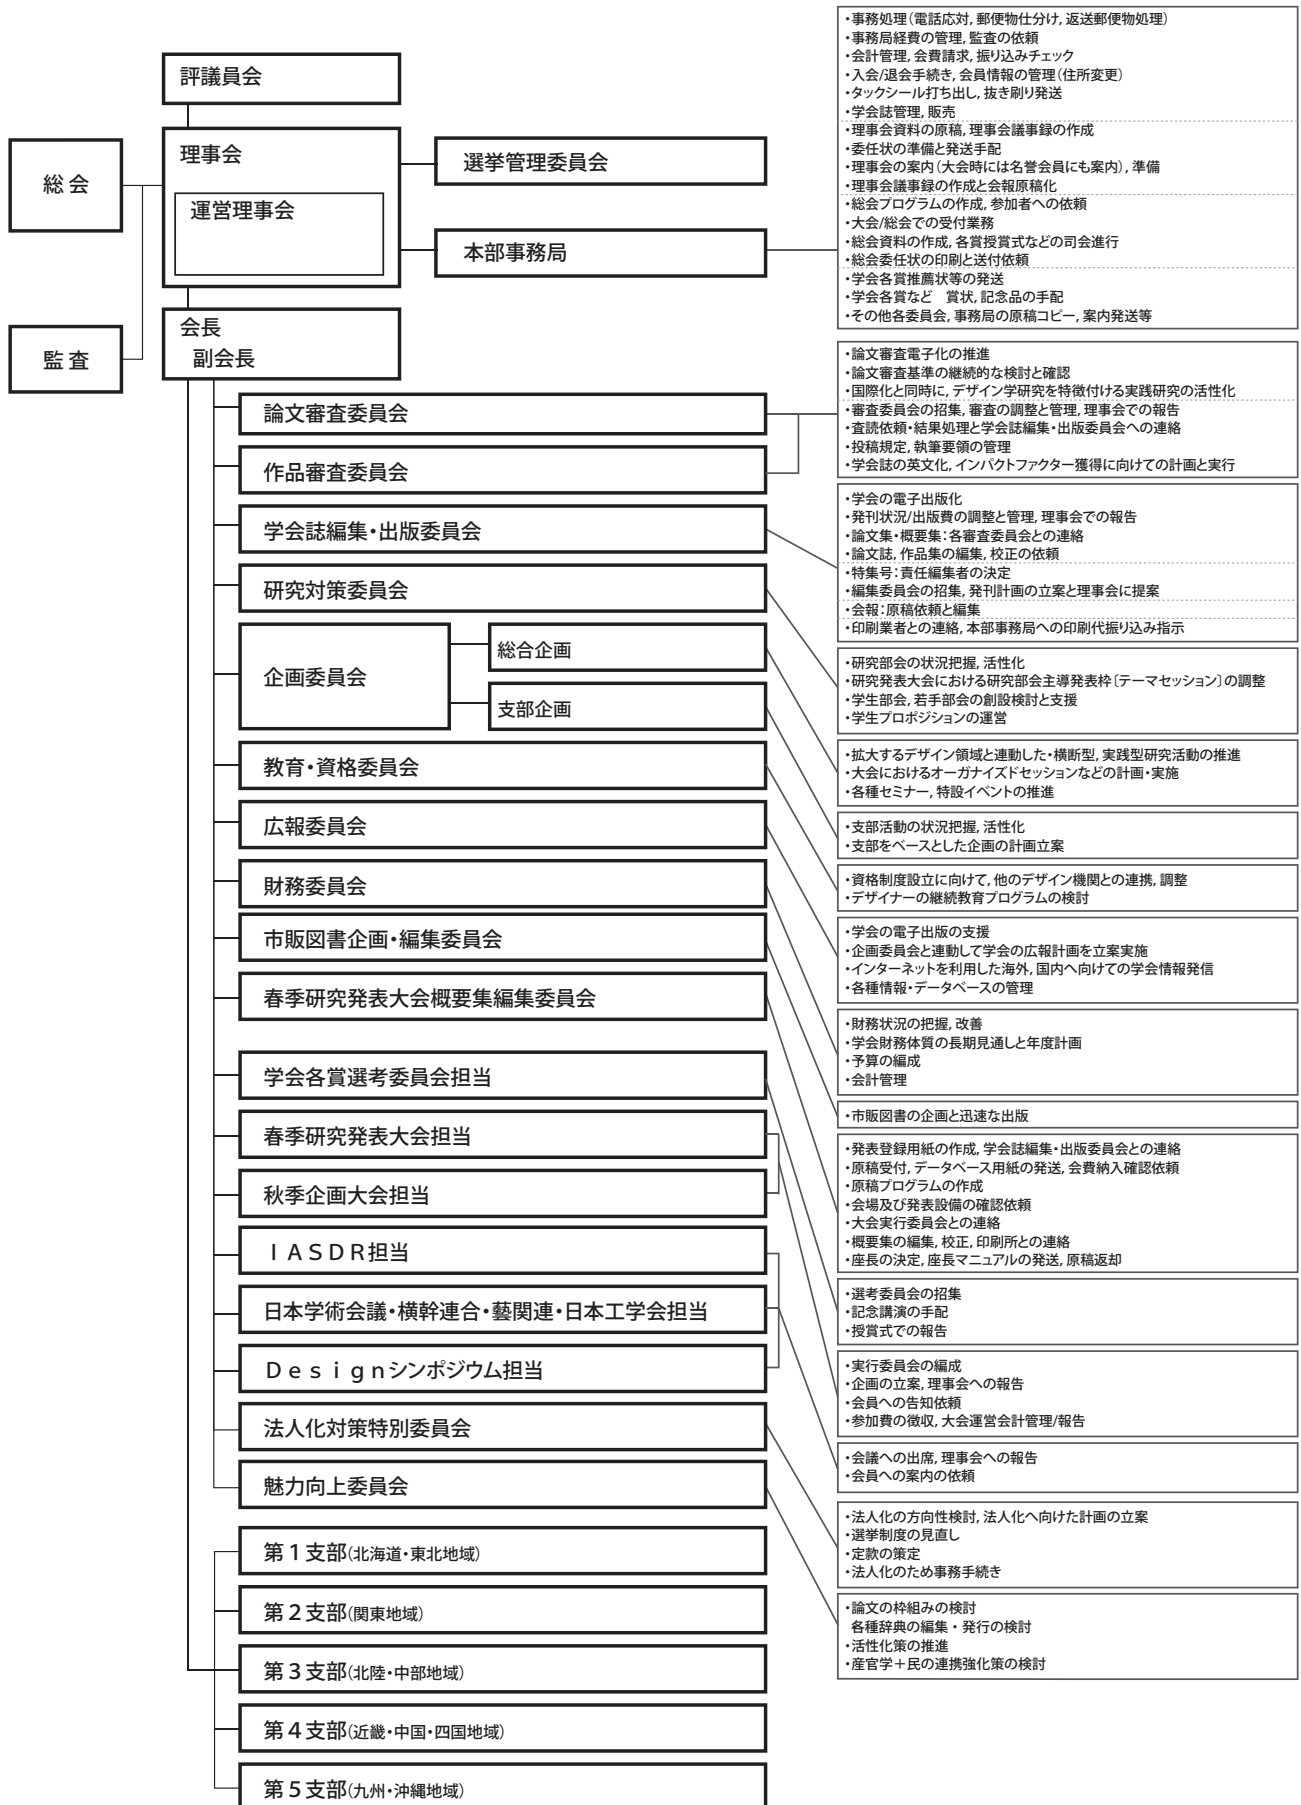 評議員会
総会
理事会
運営理事会
選挙管理委員会
本部事務局
監査
会長
副会長
論文審査委員会
作品審査委員会
学会誌編集・出版委員会
研究対策委員会
企画委員会
総合企画
支部企画
教育・資格委員会
広報委員会
財務委員会
市販図書企画・編集委員会
春季研究発表大会概要集編集委員会
学会各賞選考委員会担当
春季研究発表大会担当
秋季企画大会担当
IASDR担当
日本学術会議・横幹連合・藝関連・日本工学会担当
Designシンポジウム担当
法人化対策特別委員会
魅力向上委員会
第1支部(北海道・東北地域)
第2支部(関東地域)
第3支部(北陸・中部地域)
第4支部(近畿・中国・四国地域)
第5支部(九州・沖縄地域)
・事務処理(電話応対, 郵便物仕分け, 返送郵便物処理)
・事務局経費の管理, 監査の依頼
・会計管理, 会費請求, 振り込みチェック
・入会/退会手続き, 会員情報の管理(住所変更)
・タックシール打ち出し, 抜き刷り発送
・学会誌管理, 販売
・理事会資料の原稿, 理事会議事録の作成
・委任状の準備と発送手配
・理事会の案内(大会時には名誉会員にも案内), 準備
・理事会議事録の作成と会報原稿化
・総会プログラムの作成, 参加者への依頼
・大会/総会での受付業務
・総会資料の作成, 各賞授賞式などの司会進行
・総会委任状の印刷と送付依頼
・学会各賞推薦状等の発送
・学会各賞など 賞状, 記念品の手配
・その他各委員会, 事務局の原稿コピー, 案内発送等
・論文審査電子化の推進
・論文審査基準の継続的な検討と確認
・国際化と同時に, デザイン学研究を特徴付ける実践研究の活性化
・審査委員会の招集, 審査の調整と管理, 理事会での報告
・査読依頼・結果処理と学会誌編集・出版委員会への連絡
・投稿規定, 執筆要領の管理
・学会誌の英文化, インパクトファクター獲得に向けての計画と実行
・学会の電子出版化
・発刊状況/出版費の調整と管理, 理事会での報告
・論文集・概要集:各審査委員会との連絡
・論文誌, 作品集の編集, 校正の依頼
・特集号:責任編集者の決定
・編集委員会の招集, 発刊計画の立案と理事会に提案
・会報:原稿依頼と編集
・印刷業者との連絡, 本部事務局への印刷代振り込み指示
・研究部会の状況把握, 活性化
・研究発表大会における研究部会主導発表枠〔テーマセッション〕の調整
・学生部会, 若手部会の創設検討と支援
・学生プロポジションの運営
・拡大するデザイン領域と連動した・横断型, 実践型研究活動の推進
・大会におけるオーガナイズドセッションなどの計画・実施
・各種セミナー, 特設イベントの推進
・支部活動の状況把握, 活性化
・支部をベースとした企画の計画立案
・資格制度設立に向けて, 他のデザイン機関との連携, 調整
・デザイナーの継続教育プログラムの検討
・学会の電子出版の支援
・企画委員会と連動して学会の広報計画を立案実施
・インターネットを利用した海外, 国内へ向けての学会情報発信
・各種情報・データベースの管理
・財務状況の把握, 改善
・学会財務体質の長期見通しと年度計画
・予算の編成
・会計管理
・市販図書の企画と迅速な出版
・発表登録用紙の作成, 学会誌編集・出版委員会との連絡
・原稿受付, データベース用紙の発送, 会費納入確認依頼
・原稿プログラムの作成
・会場及び発表設備の確認依頼
・大会実行委員会との連絡
・概要集の編集, 校正, 印刷所との連絡
・座長の決定, 座長マニュアルの発送, 原稿返却
・選考委員会の招集
・記念講演の手配
・授賞式での報告
・実行委員会の編成
・企画の立案, 理事会への報告
・会員への告知依頼
・参加費の徴収, 大会運営会計管理/報告
・会議への出席, 理事会への報告
・会員への案内の依頼
・法人化の方向性検討, 法人化へ向けた計画の立案
・選挙制度の見直し
・定款の策定
・法人化のため事務手続き
・論文の枠組みの検討
各種辞典の編集・発行の検討
・活性化策の推進
・産官学＋民の連携強化策の検討